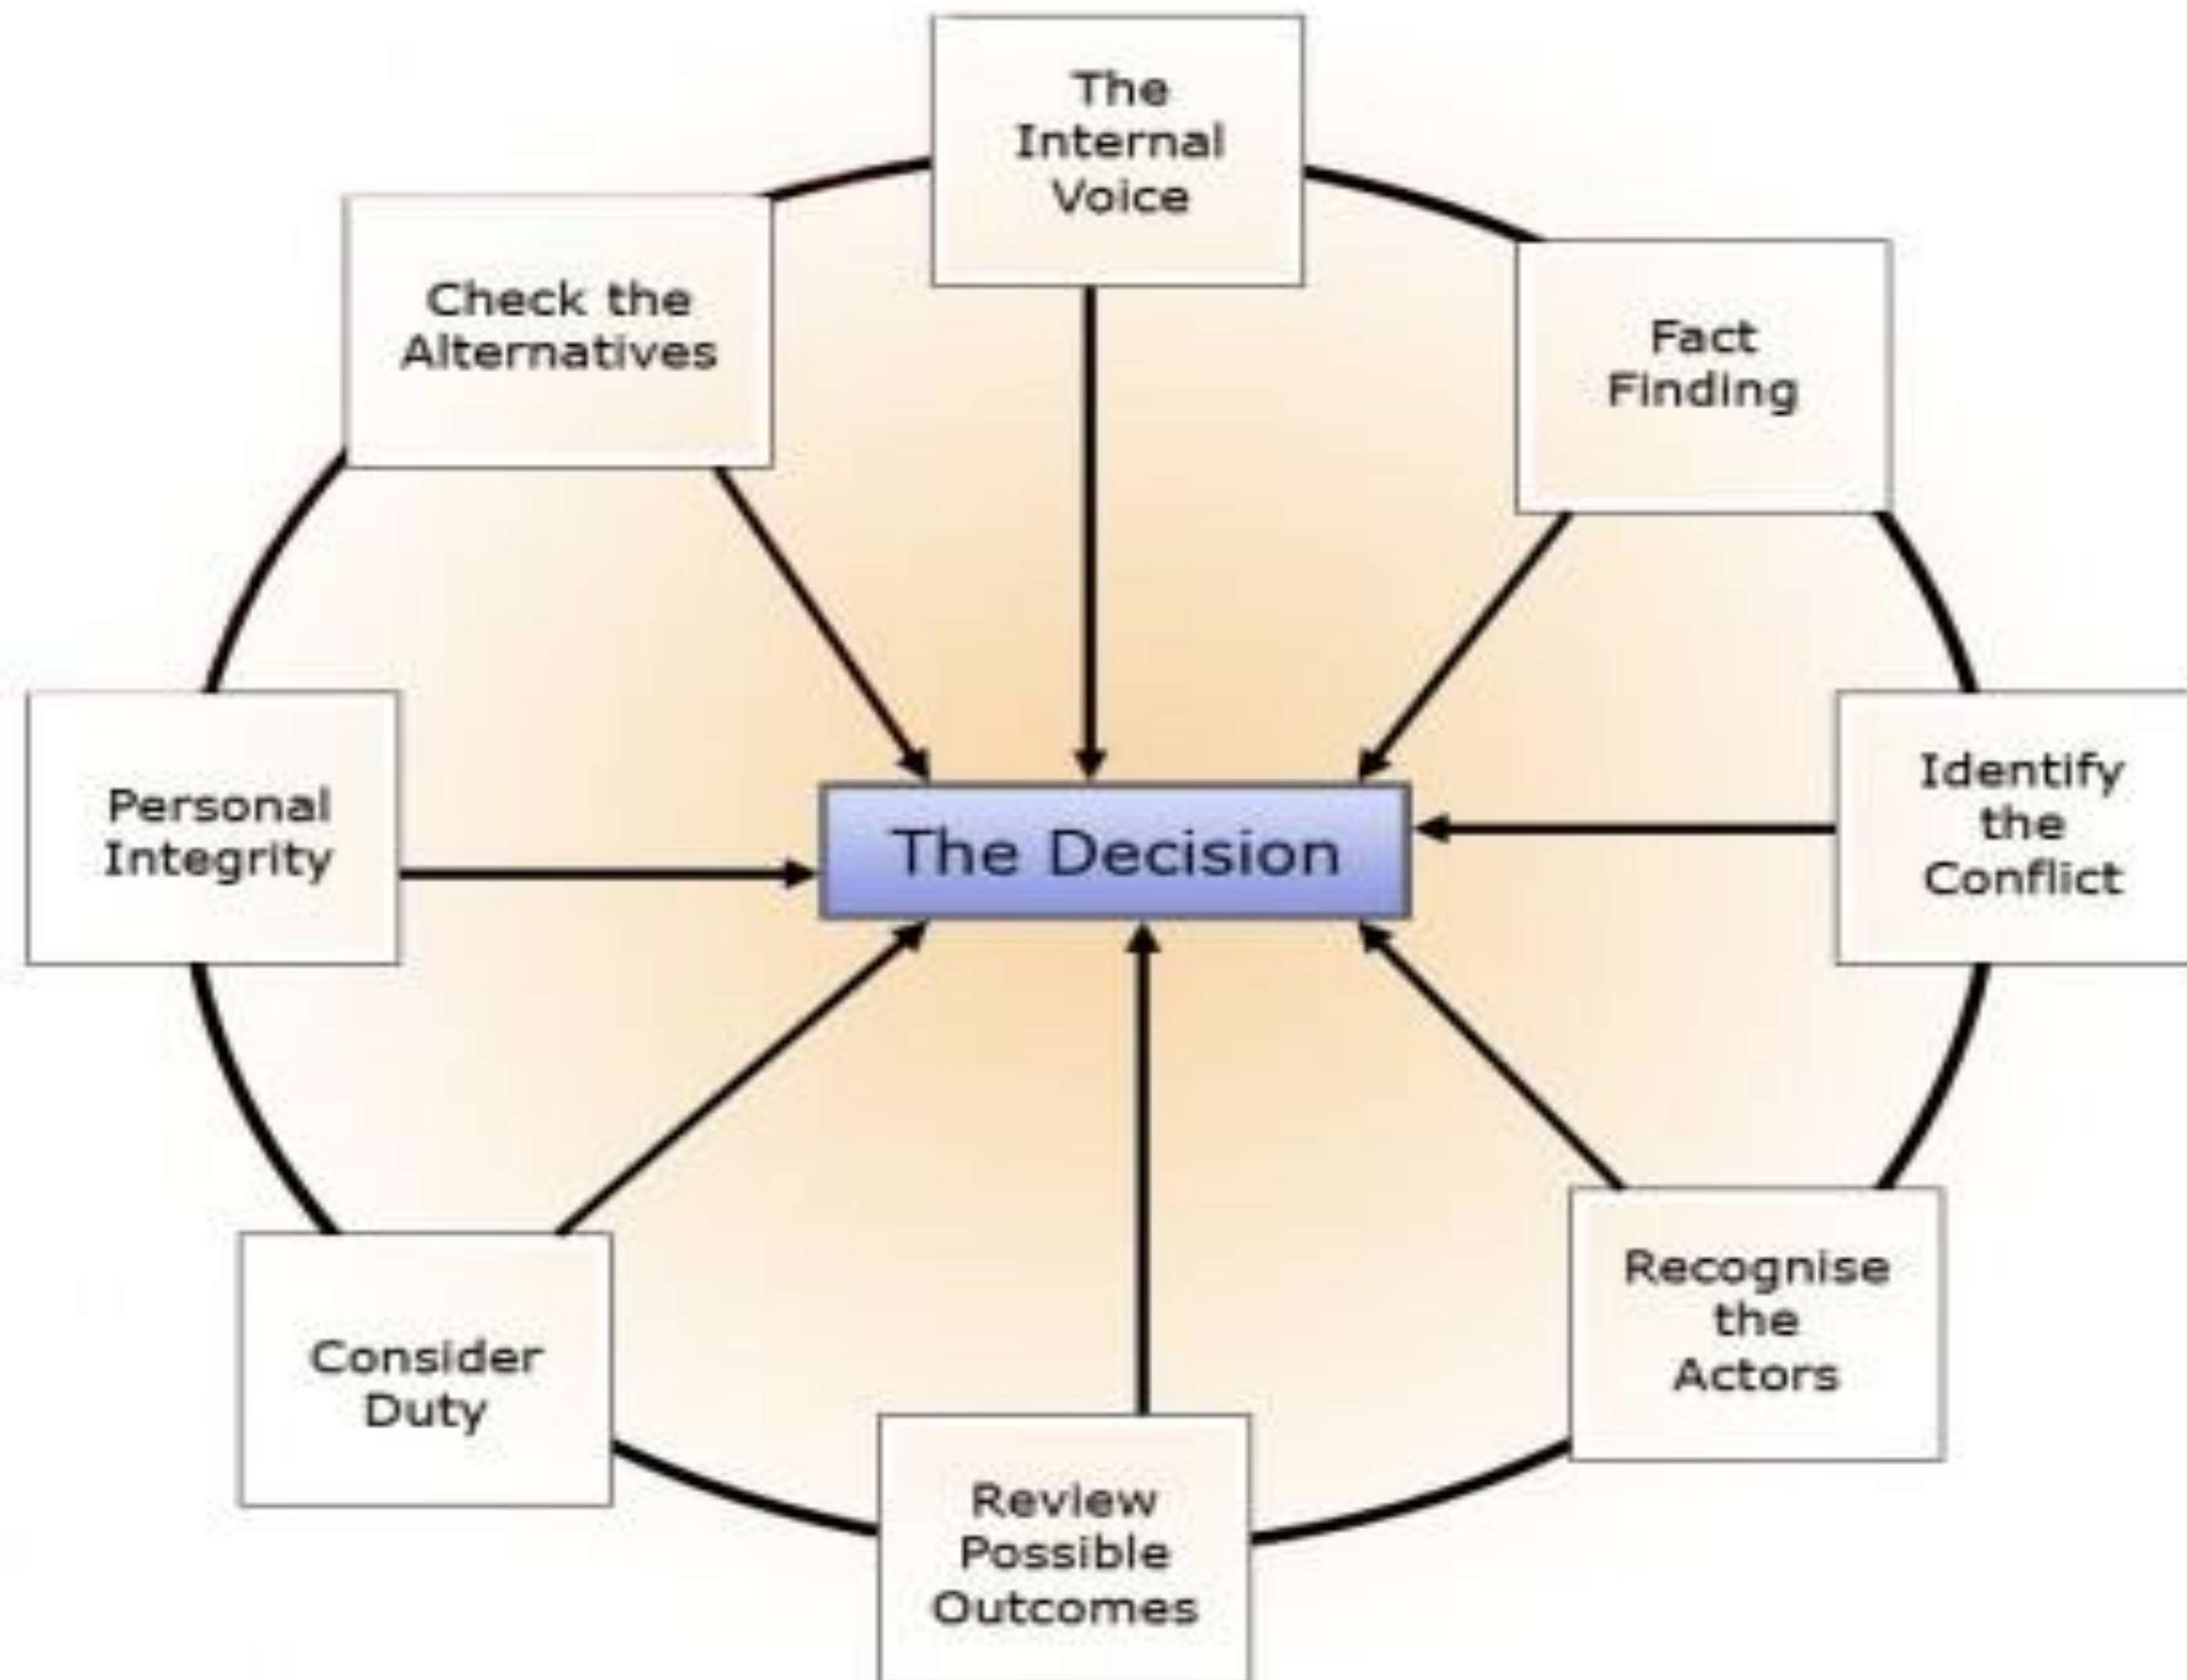 The
Internal
Voice
Check the
Alternatives
Fact
Finding
Personal
Integrity
The Decision
Identify
the
Conflict
Consider
Duty
Recognise
the
Actors
Review
Possible
Outcomes